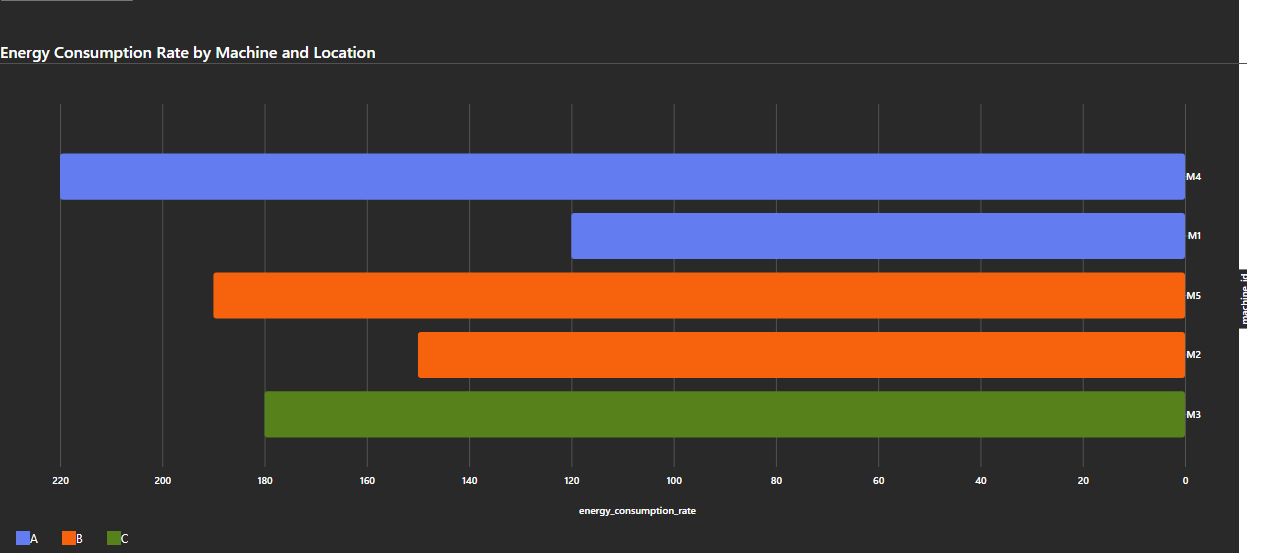 Energy Consumption Rate by Machine and Location
M4
M1
M5
machine_id
M2
M3
220 200 180 160 140 120 100 80 60 40 20 0
energy_consumption_rate
A B C